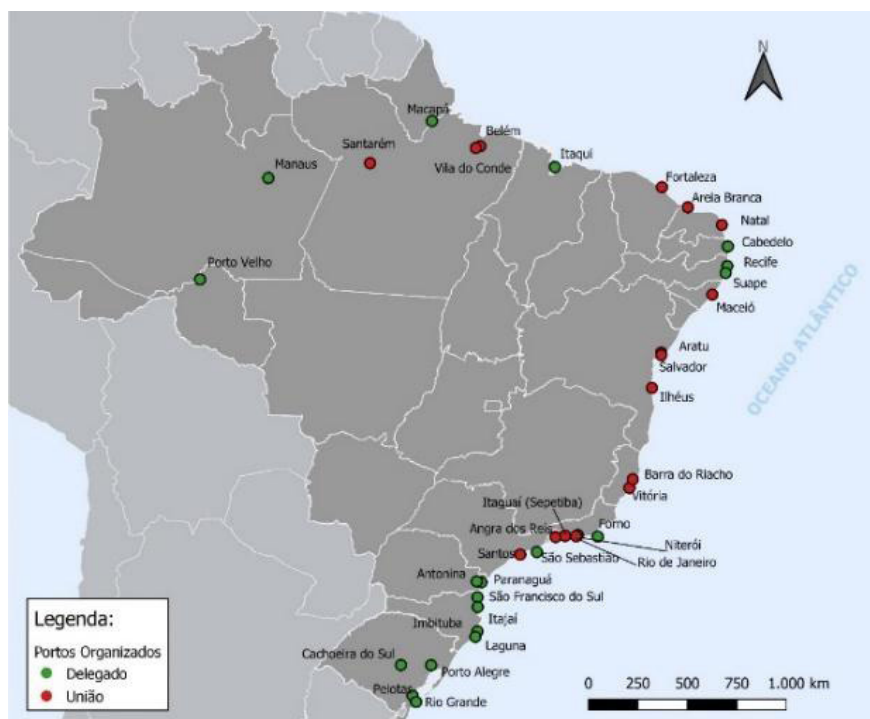 N
Macapá
Belém
Santarém
Itaqui
Manaus
Vila do Conde
Fortaleza
Areia Branca
Natal
Cabedelo
Porto Velho
Recife
Suape
Maceió
OCEANO ATLÂNTICO
Aratu
Salvador
Ilhéus
Barra do Riacho
Vitória
Itaguaí (Sepetiba)
Angra dos Reis
Forno
Niterói
Santos
São Sebastião
Rio de Janeiro
Antonina
Paranaguá
São Francisco do Sul
Itajaí
Imbituba
Laguna
Cachoeira do Sul
Porto Alegre
Pelotas
Rio Grande
Legenda:
Portos Organizados
Delegado
União
0 250 500 750 1.000 km